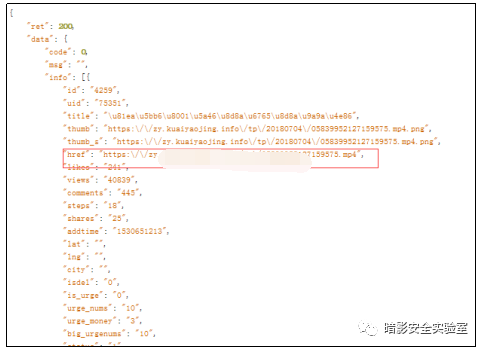 {
"ret": 200,
"data": {
"code": 0,
"msg": "",
"info": [{
"id": "4259",
"uid": "75351",
"title": "\u81ea\u5bb6\u8001\u5a46\u8d8a\u6765\u8d8a\u9a9a\u4e86",
"thumb": "https:\/\/zy.kuaiyaojing.info\/tp\/20180704\/05839952127159575.mp4.png",
"thumb_s": "https:\/\/zy.kuaiyaojing.info\/tp\/20180704\/05839952127159575.mp4.png",
"href": "https:\/\/zy 27159575.mp4",
"likes": "241",
"views": "40839",
"comments": "445",
"steps": "18",
"shares": "25",
"addtime": "1530651213",
"lat": "",
"lng": "",
"city": "",
"isdel": "0",
"is_urge": "0",
"urge_nums": "10",
"urge_money": "3",
"big_urgenums": "10",
暗影安全实验室